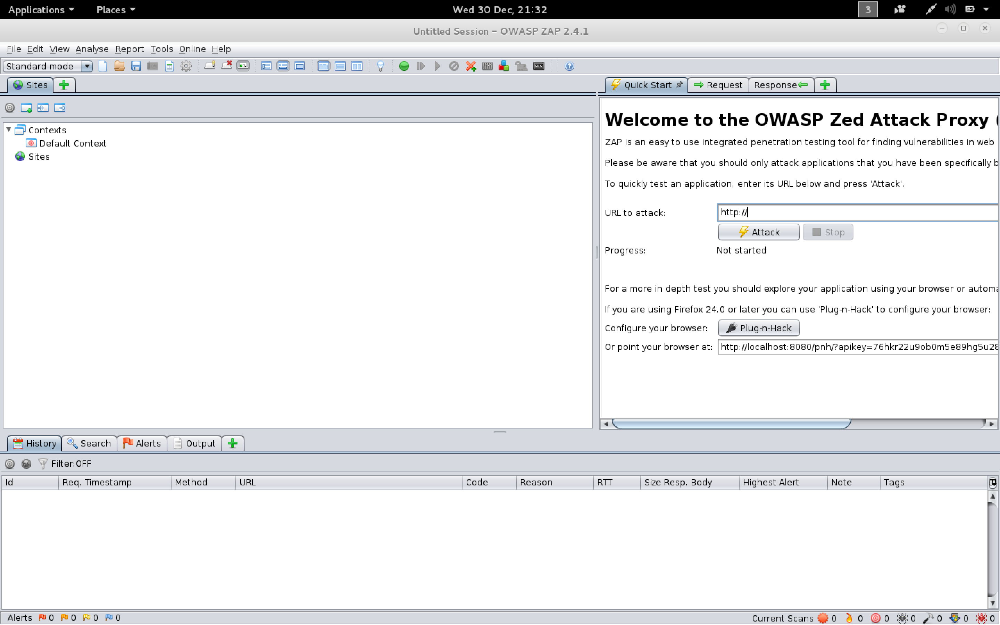 Applications Places Wed 30 Dec, 21:32 3
Untitled Session – OWASP ZAP 2.4.1
File Edit View Analyse Report Tools Online Help
Standard mode
Sites
Quick Start Request Response
Contexts
Default Context
Sites
Welcome to the OWASP Zed Attack Proxy (
ZAP is an easy to use integrated penetration testing tool for finding vulnerabilities in web
Please be aware that you should only attack applications that you have been specifically b
To quickly test an application, enter its URL below and press 'Attack'.
URL to attack: http://
Attack Stop
Progress: Not started
For a more in depth test you should explore your application using your browser or automa
If you are using Firefox 24.0 or later you can use 'Plug-n-Hack' to configure your browser:
Configure your browser: Plug-n-Hack
Or point your browser at: http://localhost:8080/pnh/?apikey=76hkr22u9ob0m5e89hg5u28
History Search Alerts Output
Filter:OFF
Id Req. Timestamp Method URL Code Reason RTT Size Resp. Body Highest Alert Note Tags
Alerts 0 0 0 0 Current Scans 0 0 0 0 0 0 0